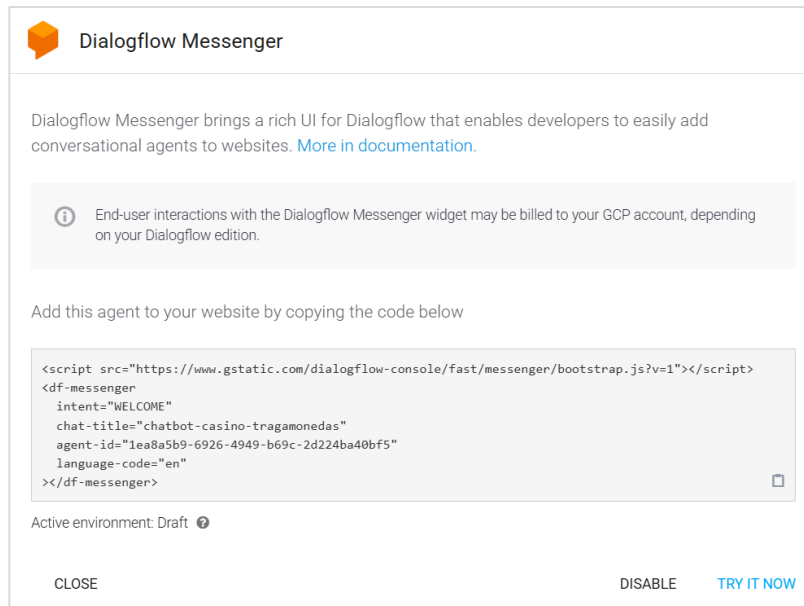 Dialogflow Messenger
Dialogflow Messenger brings a rich UI for Dialogflow that enables developers to easily add
conversational agents to websites. More in documentation.
End-user interactions with the Dialogflow Messenger widget may be billed to your GCP account, depending
on your Dialogflow edition.
Add this agent to your website by copying the code below
<script src="https://www.gstatic.com/dialogflow-console/fast/messenger/bootstrap.js?v=1"></script>
<df-messenger
  intent="WELCOME"
  chat-title="chatbot-casino-tragamonedas"
  agent-id="1ea8a5b9-6926-4949-b69c-2d224ba40bf5"
  language-code="en"
></df-messenger>
Active environment: Draft
CLOSE DISABLE TRY IT NOW